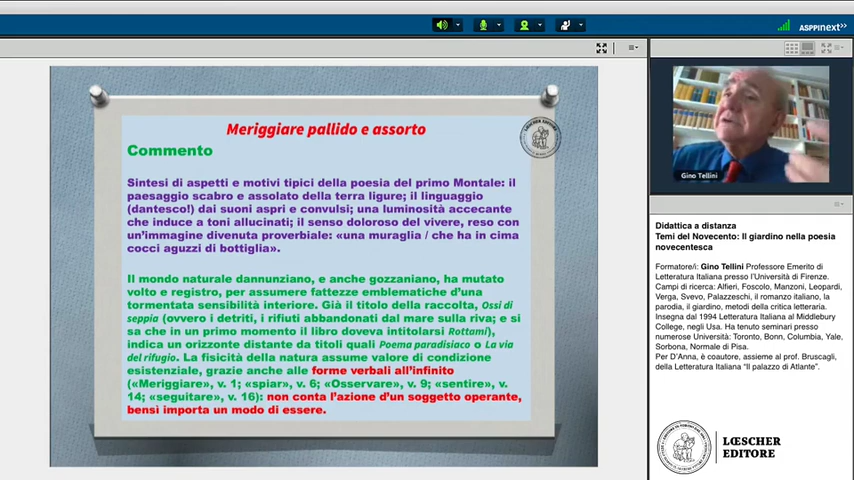 ASPPInext>>
Meriggiare pallido e assorto
Commento
Sintesi di aspetti e motivi tipici della poesia del primo Montale: il
paesaggio scabro e assolato della terra ligure; il linguaggio
(dantesco!) dai suoni aspri e convulsi; una luminosità accecante
che induce a toni allucinati; il senso doloroso del vivere, reso con
un'immagine divenuta proverbiale: «una muraglia / che ha in cima
cocci aguzzi di bottiglia».
Il mondo naturale dannunziano, e anche gozzaniano, ha mutato
volto e registro, per assumere fattezze emblematiche d'una
tormentata sensibilità interiore. Già il titolo della raccolta, Ossi di
seppia (ovvero i detriti, i rifiuti abbandonati dal mare sulla riva; e si
sa che in un primo momento il libro doveva intitolarsi Rottami),
indica un orizzonte distante da titoli quali Poema paradisiaco o La via
del rifugio. La fisicità della natura assume valore di condizione
esistenziale, grazie anche alle forme verbali all'infinito
(«Meriggiare», v. 1; «spiar», v. 6; «Osservare», v. 9; «sentire», v.
14; «seguitare», v. 16): non conta l'azione d'un soggetto operante,
bensì importa un modo di essere.
Gino Tellini
Didattica a distanza
Temi del Novecento: Il giardino nella poesia
novecentesca
Formatore/i: Gino Tellini Professore Emerito di
Letteratura Italiana presso l'Università di Firenze.
Campi di ricerca: Alfieri, Foscolo, Manzoni, Leopardi,
Verga, Svevo, Palazzeschi, il romanzo italiano, la
parodia, il giardino, metodi della critica letteraria.
Insegna dal 1994 Letteratura Italiana al Middlebury
College, negli Usa. Ha tenuto seminari presso
numerose Università: Toronto, Bonn, Columbia, Yale,
Sorbona, Normale di Pisa.
Per D'Anna, è coautore, assieme al prof. Bruscagli,
della Letteratura Italiana "Il palazzo di Atlante".
LŒSCHER
EDITORE